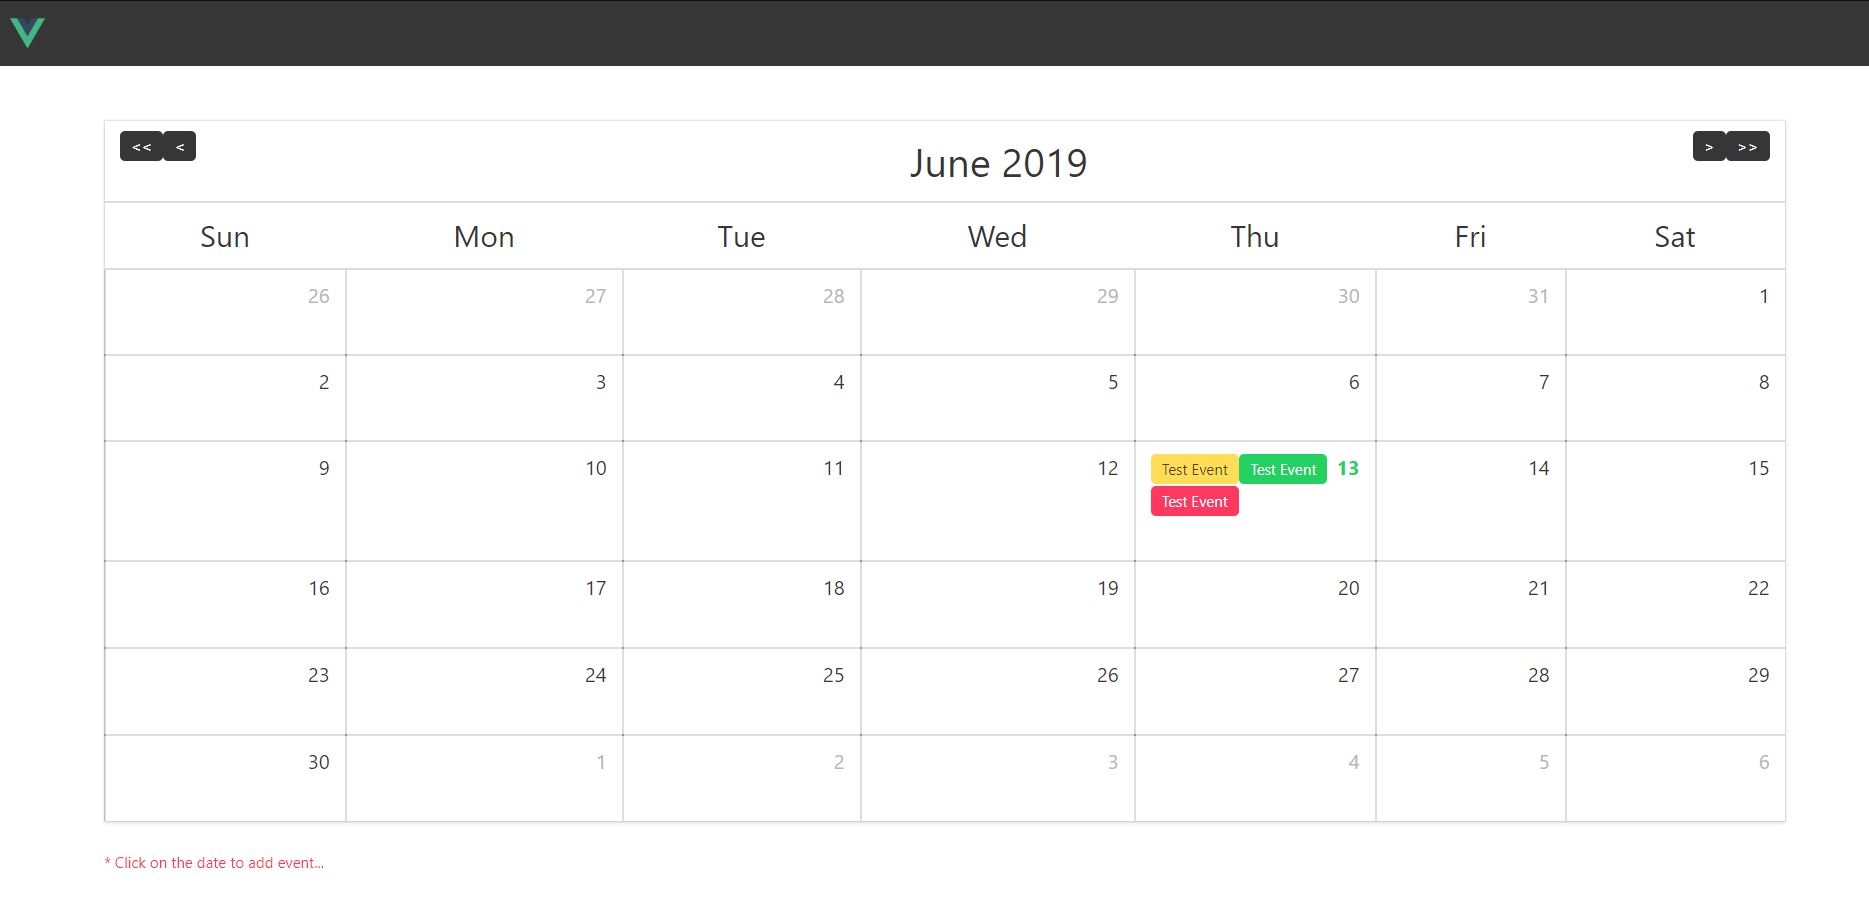 << < June 2019 > >>
Sun Mon Tue Wed Thu Fri Sat
26 27 28 29 30 31 1
2 3 4 5 6 7 8
9 10 11 12 Test Event Test Event 13 14 15
Test Event
16 17 18 19 20 21 22
23 24 25 26 27 28 29
30 1 2 3 4 5 6
* Click on the date to add event...